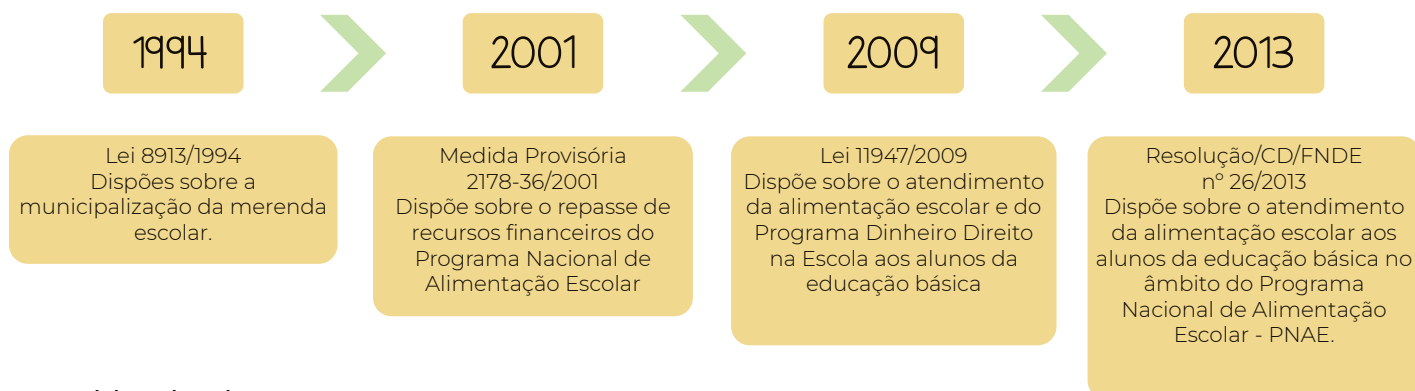 1994
2001
2009
2013
Lei 8913/1994
Dispões sobre a
municipalização da merenda
escolar.
Medida Provisória
2178-36/2001
Dispõe sobre o repasse de
recursos financeiros do
Programa Nacional de
Alimentação Escolar
Lei 11947/2009
Dispõe sobre o atendimento
da alimentação escolar e do
Programa Dinheiro Direito
na Escola aos alunos da
educação básica
Resolução/CD/FNDE
nº 26/2013
Dispõe sobre o atendimento
da alimentação escolar aos
alunos da educação básica no
âmbito do Programa
Nacional de Alimentação
Escolar - PNAE.